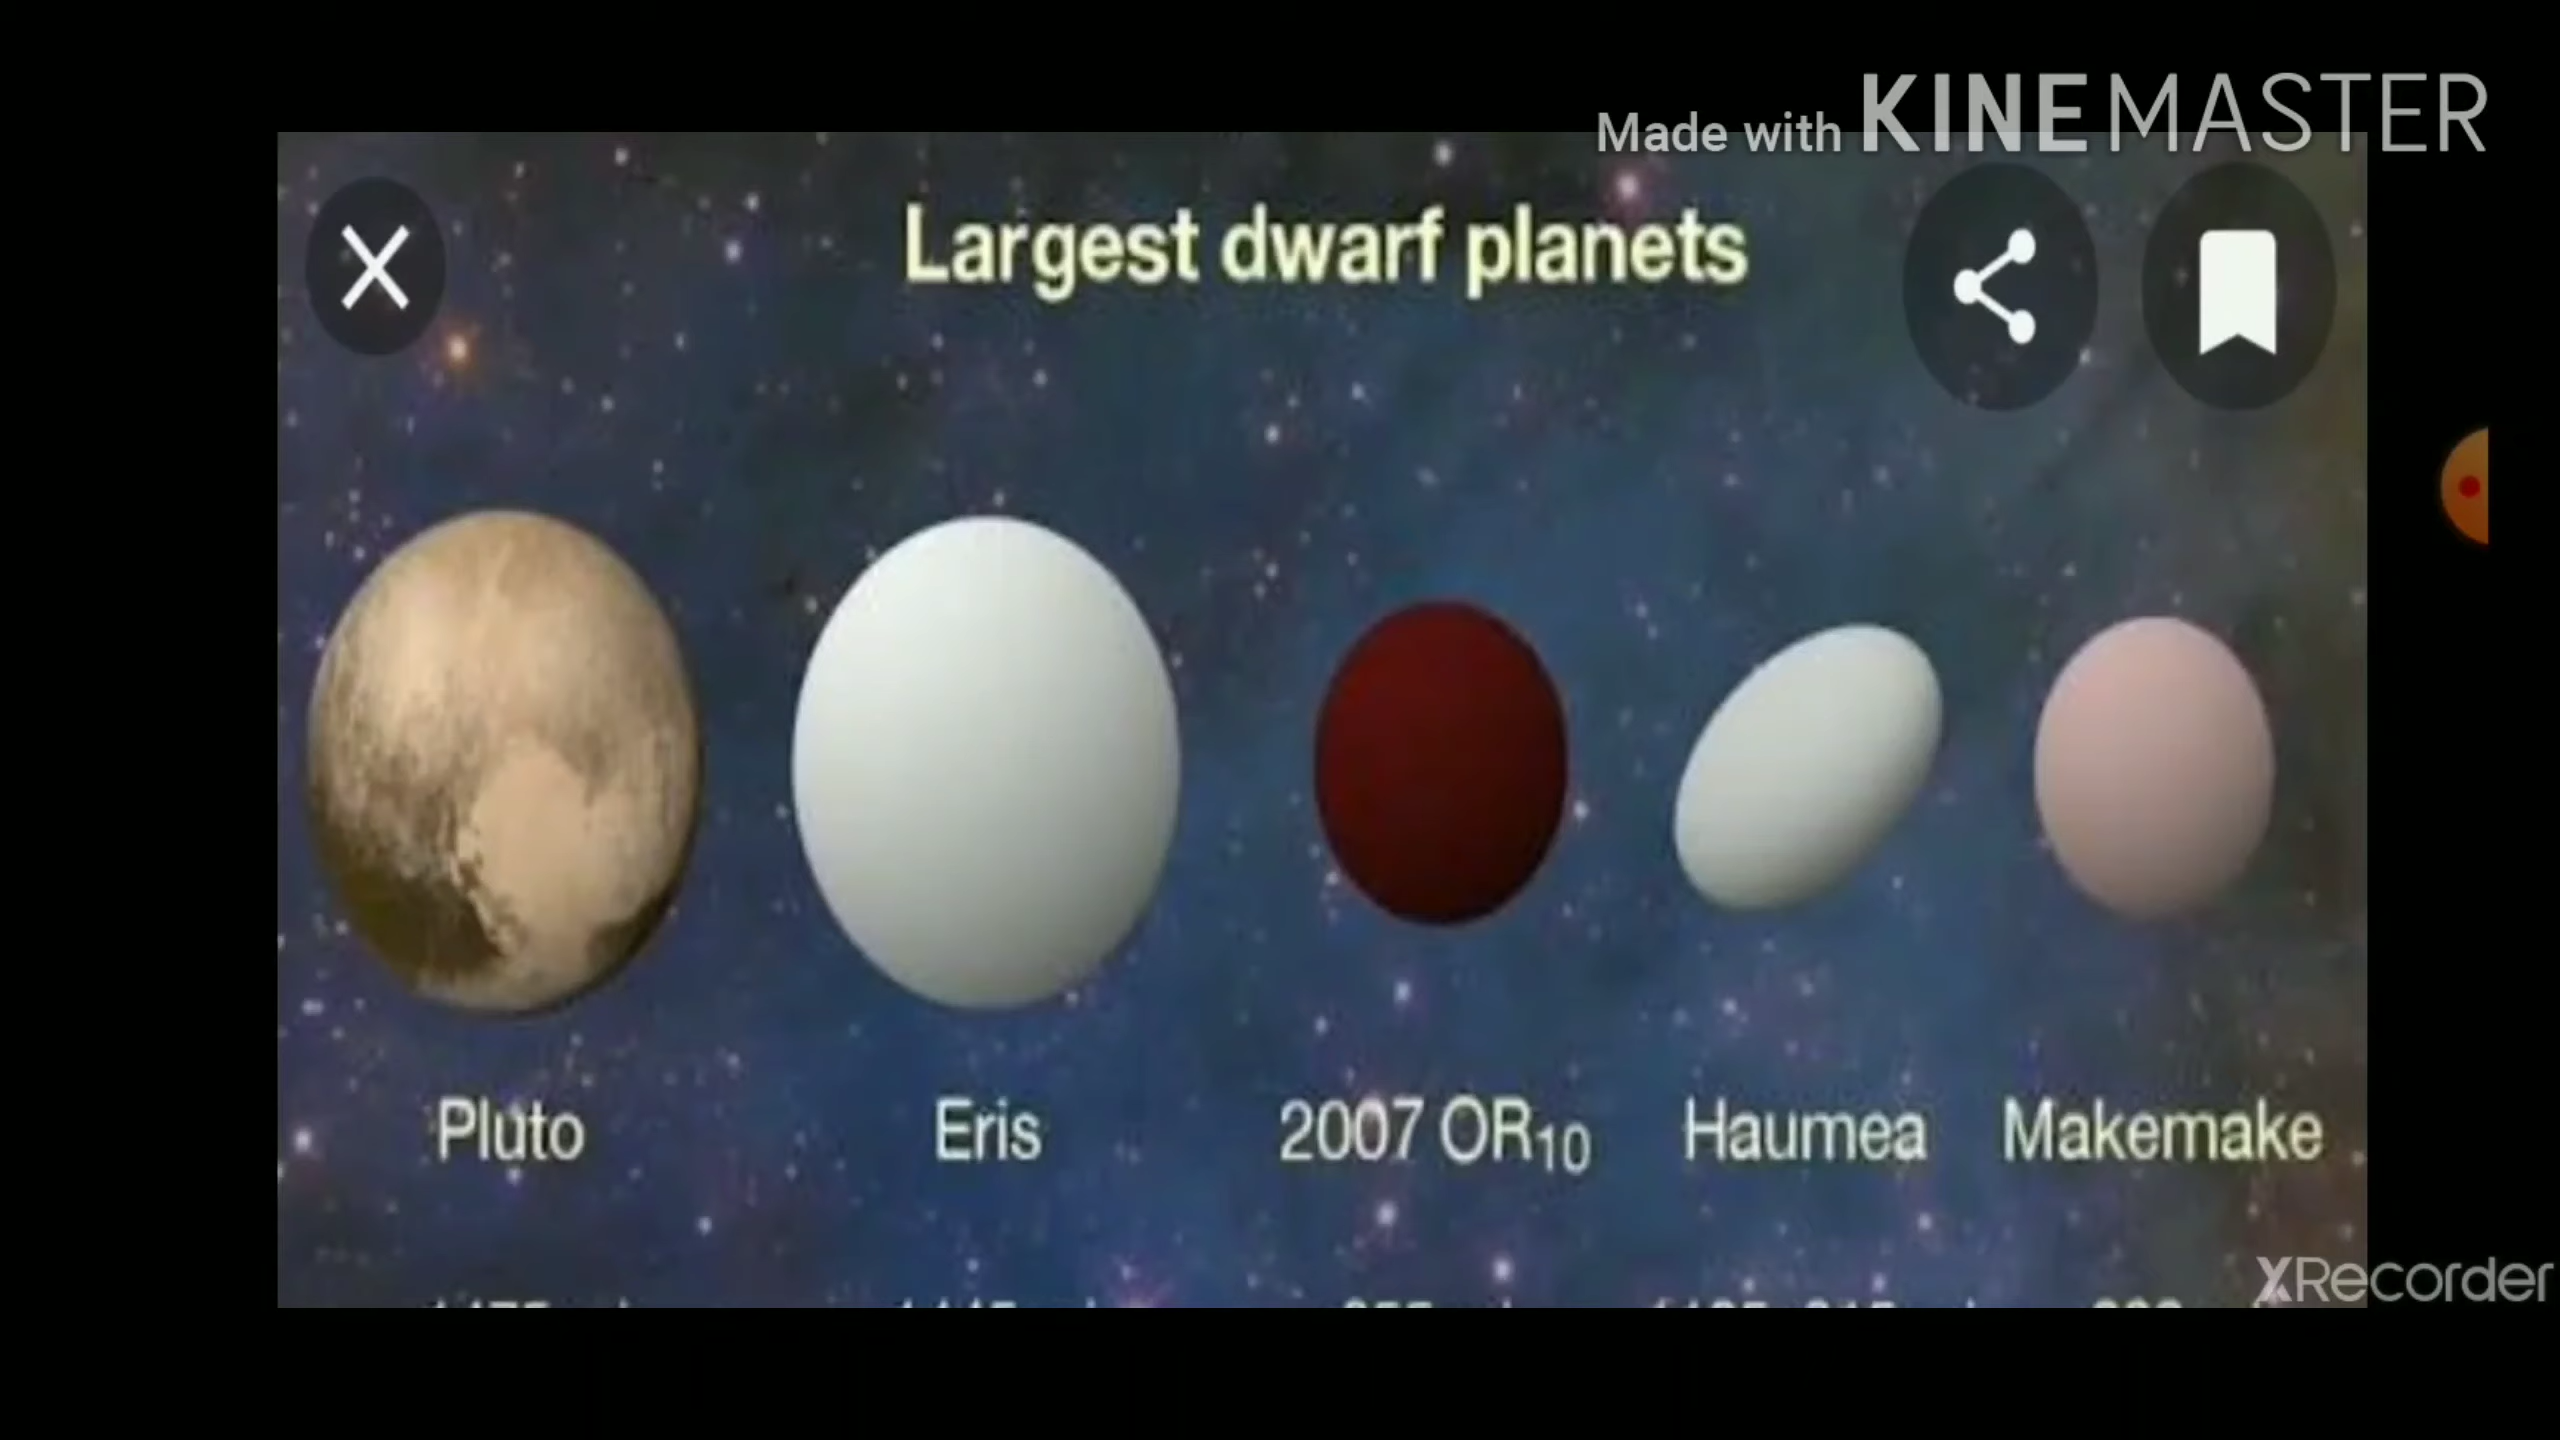 Made with KINEMASTER
Largest dwarf planets
Pluto
Eris
2007 OR10
Haumea
Makemake
XRecorder